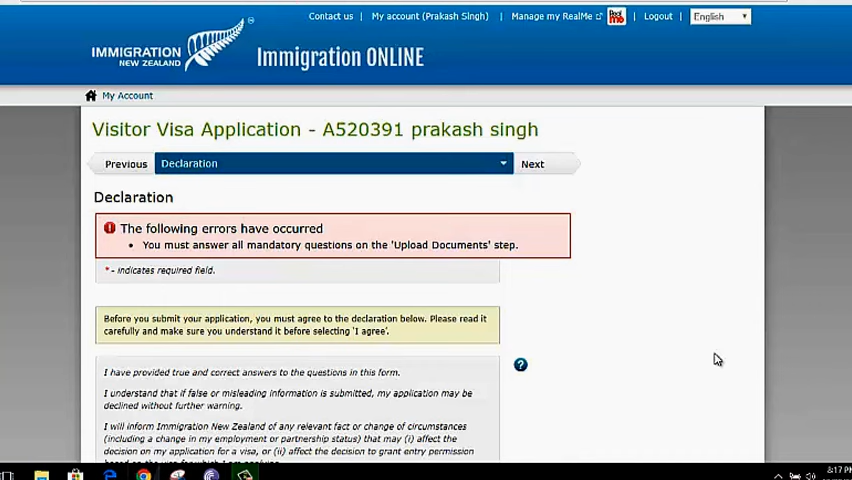 Contact us
My account (Prakash Singh)
Manage my RealMe
Real me
Logout
English
IMMIGRATION
NEW ZEALAND
Immigration ONLINE
My Account
Visitor Visa Application - A520391 prakash singh
Previous
Declaration
Next
Declaration
The following errors have occurred
• You must answer all mandatory questions on the 'Upload Documents' step.
* - indicates required field.
Before you submit your application, you must agree to the declaration below. Please read it
carefully and make sure you understand it before selecting 'I agree'.
I have provided true and correct answers to the questions in this form.
?
I understand that if false or misleading information is submitted, my application may be
declined without further warning.
I will inform Immigration New Zealand of any relevant fact or change of circumstances
(including a change in my employment or partnership status) that may (i) affect the
decision on my application for a visa, or (ii) affect the decision to grant entry permission
8:17 PM